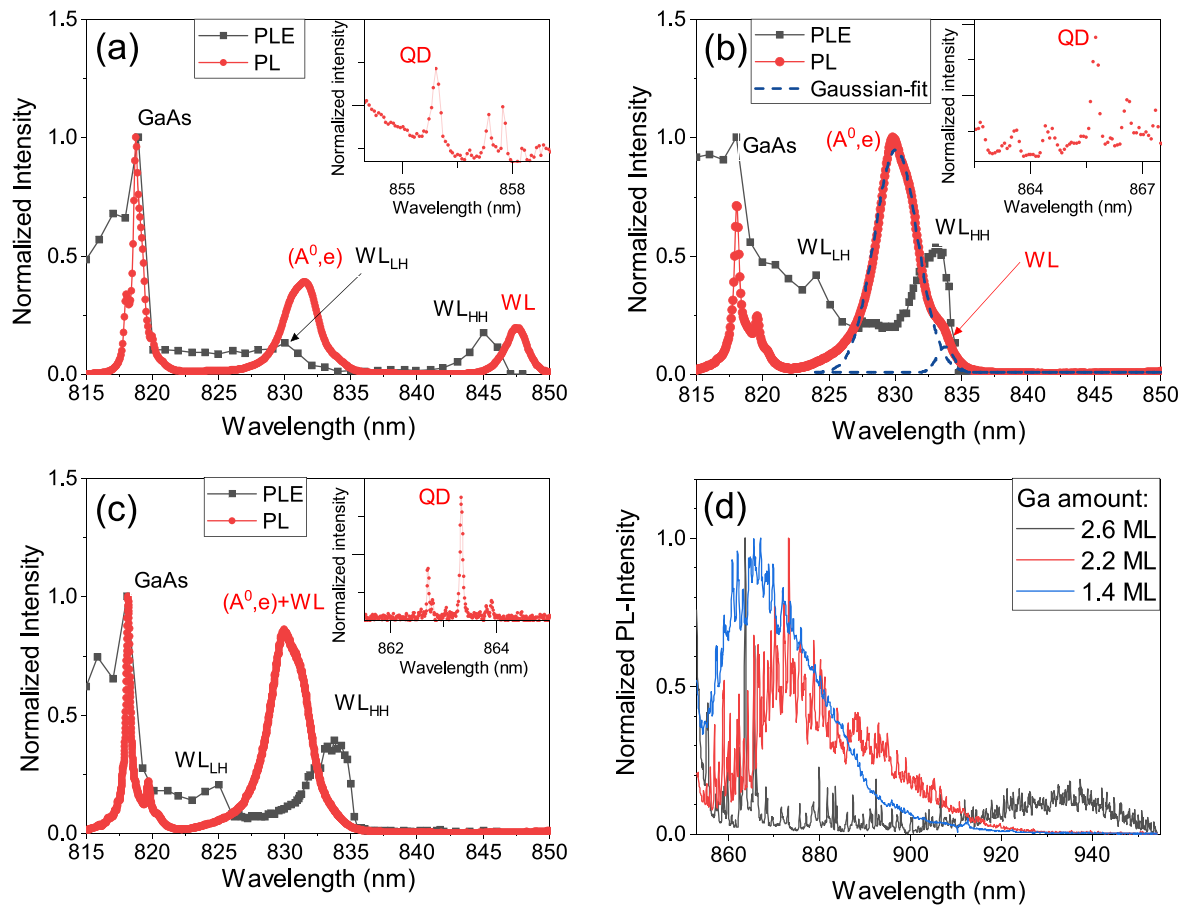 (a)
PLE
PL
GaAs
(A⁰,e)
WL_LH
WL_HH
WL
QD
Normalized intensity
855
858
Wavelength (nm)
1.5
1.0
0.5
0.0
Normalized Intensity
815 820 825 830 835 840 845 850
Wavelength (nm)
(b)
PLE
PL
Gaussian-fit
GaAs
(A⁰,e)
WL_LH
WL_HH
WL
QD
Normalized intensity
864
867
Wavelength (nm)
1.5
1.0
0.5
0.0
Normalized Intensity
815 820 825 830 835 840 845 850
Wavelength (nm)
(c)
PLE
PL
GaAs
(A⁰,e)+WL
WL_LH
WL_HH
QD
Normalized intensity
862
864
Wavelength (nm)
1.5
1.0
0.5
0.0
Normalized Intensity
815 820 825 830 835 840 845 850
Wavelength (nm)
(d)
Ga amount:
2.6 ML
2.2 ML
1.4 ML
1.0
0.5
0.0
Normalized PL-Intensity
860 880 900 920 940
Wavelength (nm)